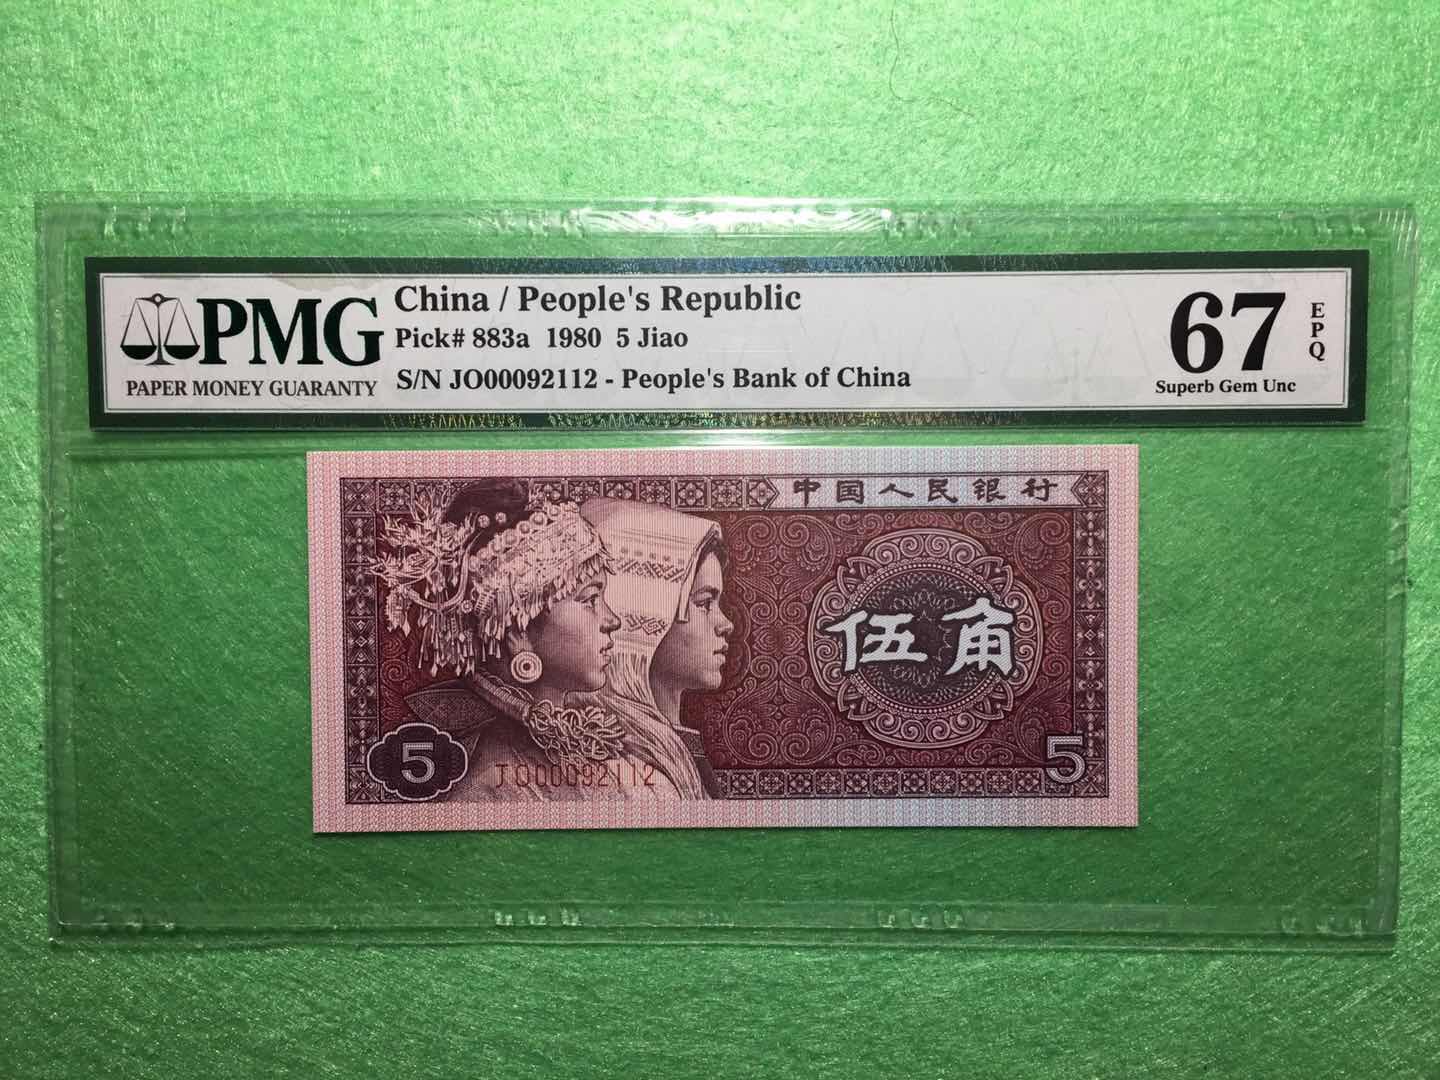 PMG
PAPER MONEY GUARANTY
China / People's Republic
Pick# 883a 1980 5 Jiao
S/N JO00092112 - People's Bank of China
67
EPQ
Superb Gem Unc
中国人民银行
伍角
5
JO00092112
5